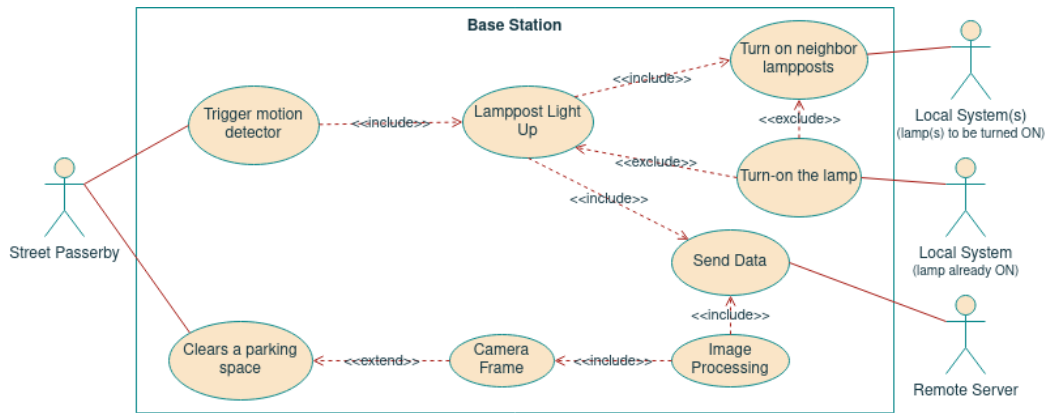 Base Station
Turn on neighbor
lampposts
<<include>>
Trigger motion
detector
<<include>>
Lamppost Light
Up
<<exclude>>
Local System(s)
(lamp(s) to be turned ON)
<<exclude>>
Turn-on the lamp
<<include>>
Street Passerby
Local System
(lamp already ON)
Send Data
<<include>>
Clears a parking
space
<<extend>>
Camera
Frame
<<include>>
Image
Processing
Remote Server